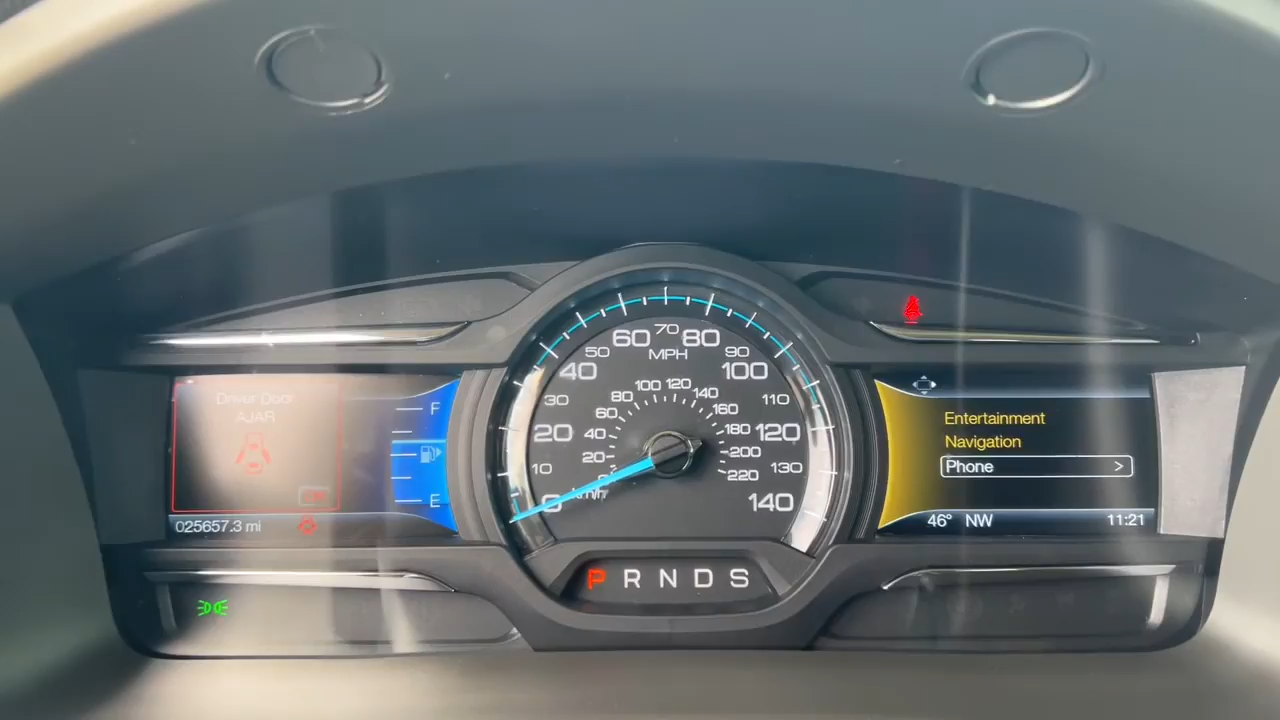 Driver Door
AJAR
F
E
025657.3 mi
0
10
20
30
40
50
60
70
80
90
100
110
120
130
140
MPH
20
40
60
80
100
120
140
160
180
200
220
km/h
P R N D S
Entertainment
Navigation
Phone >
46° NW
11:21